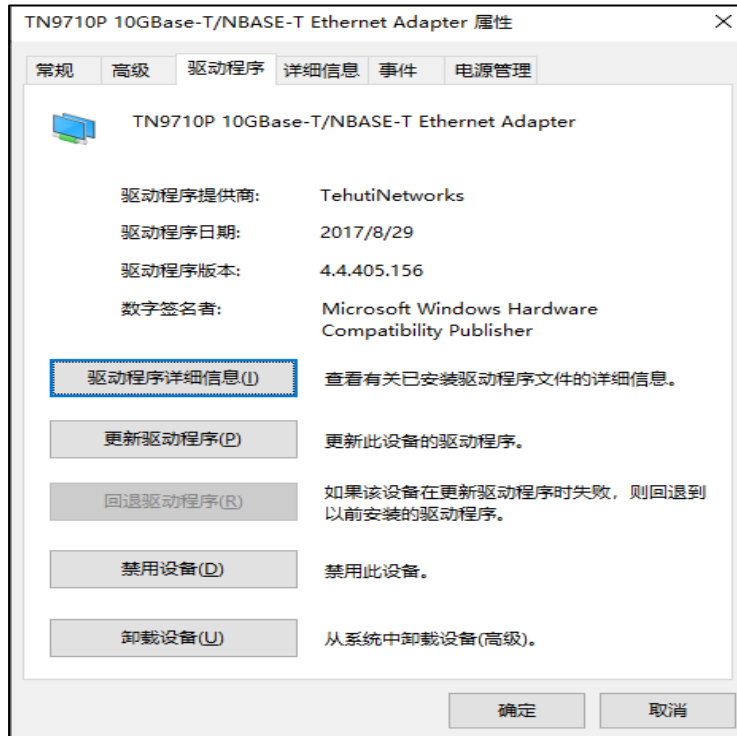 TN9710P 10GBase-T/NBASE-T Ethernet Adapter 属性
常规 高级 驱动程序 详细信息 事件 电源管理
TN9710P 10GBase-T/NBASE-T Ethernet Adapter
驱动程序提供商: TehutiNetworks
驱动程序日期: 2017/8/29
驱动程序版本: 4.4.405.156
数字签名者: Microsoft Windows Hardware
Compatibility Publisher
驱动程序详细信息(I) 查看有关已安装驱动程序文件的详细信息。
更新驱动程序(P) 更新此设备的驱动程序。
回退驱动程序(R) 如果该设备在更新驱动程序时失败，则回退到
以前安装的驱动程序。
禁用设备(D) 禁用此设备。
卸载设备(U) 从系统中卸载设备(高级)。
确定 取消